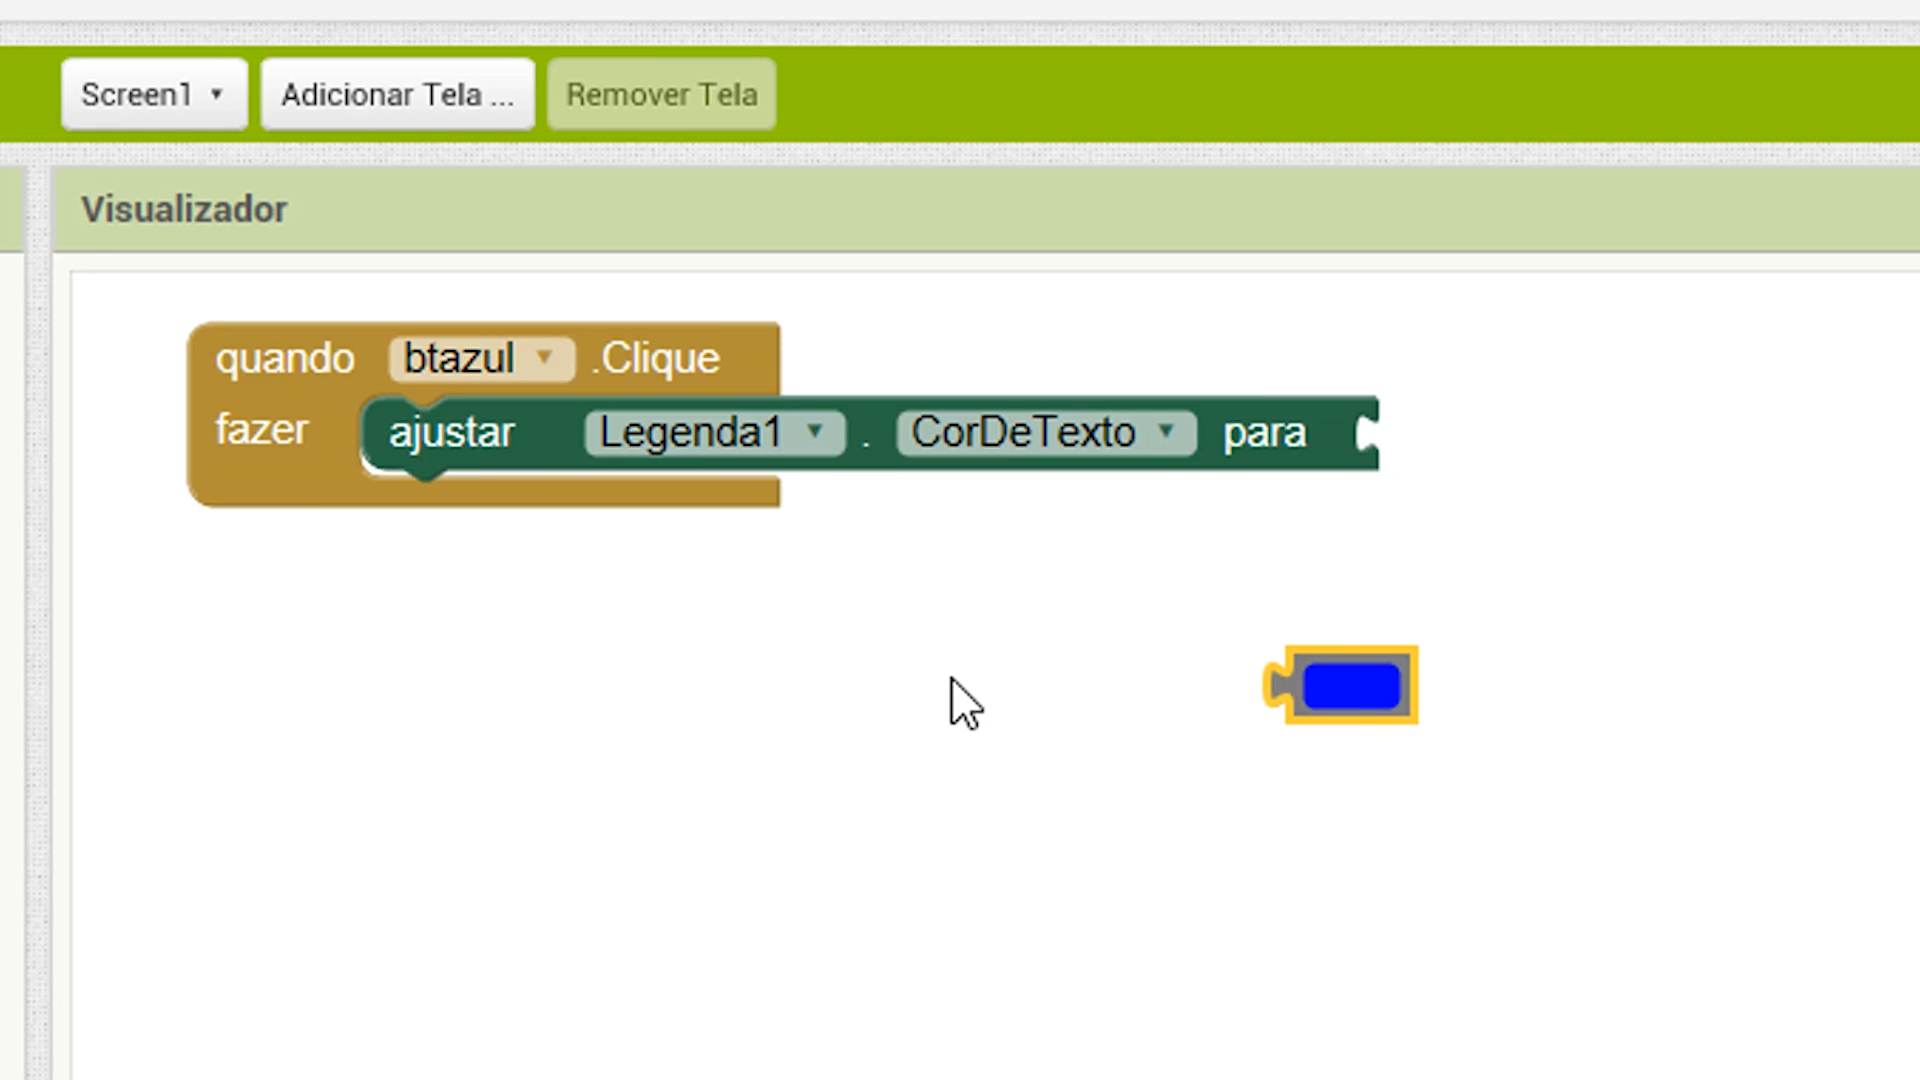 Screen1 Adicionar Tela ... Remover Tela
Visualizador
quando btazul .Clique
fazer ajustar Legenda1 . CorDeTexto para